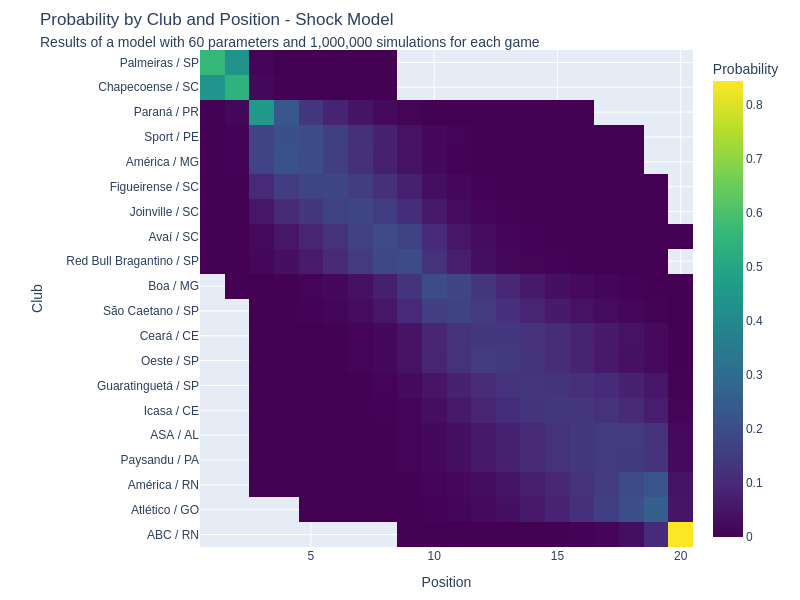 Probability by Club and Position - Shock Model
Results of a model with 60 parameters and 1,000,000 simulations for each game
Probability
Club
Palmeiras / SP
Chapecoense / SC
Paraná / PR
Sport / PE
América / MG
Figueirense / SC
Joinville / SC
Avaí / SC
Red Bull Bragantino / SP
Boa / MG
São Caetano / SP
Ceará / CE
Oeste / SP
Guaratinguetá / SP
Icasa / CE
ASA / AL
Paysandu / PA
América / RN
Atlético / GO
ABC / RN
0.8
0.7
0.6
0.5
0.4
0.3
0.2
0.1
0
5
10
15
20
Position